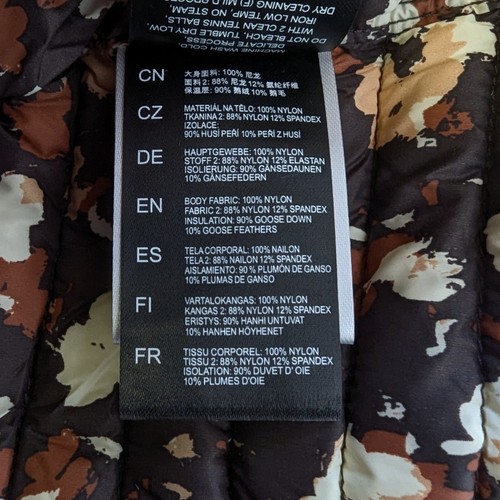 MACHINE WASH COLD,
DELICATE PROCESS.
DO NOT BLEACH, TUMBLE DRY LOW,
WITH CLEAN TENNIS BALLS.
IRON LOW TEMP, NO STEAM.
DRY CLEANING (F) MILD PROCESS
CN
大身面料: 100% 尼龙
面料 2: 88% 尼龙 12% 氨纶纤维
保温层: 90% 鹅绒 10% 鹅毛
CZ
MATERIÁL NA TĚLO: 100% NYLON
TKANINA 2: 88% NYLON 12% SPANDEX
IZOLACE:
90% HUSÍ PEŘÍ 10% PEŘÍ Z HUSÍ
DE
HAUPTGEWEBE: 100% NYLON
STOFF 2: 88% NYLON 12% ELASTAN
ISOLIERUNG: 90% GÄNSEDAUNEN
10% GÄNSEFEDERN
EN
BODY FABRIC: 100% NYLON
FABRIC 2: 88% NYLON 12% SPANDEX
INSULATION: 90% GOOSE DOWN
10% GOOSE FEATHERS
ES
TELA CORPORAL: 100% NAILON
TELA 2: 88% NAILON 12% SPANDEX
AISLAMIENTO: 90 % PLUMÓN DE GANSO
10% PLUMAS DE GANSO
FI
VARTALOKANGAS: 100% NYLON
KANGAS 2: 88% NYLON 12% SPANDEX
ERISTYS: 90% HANHI UNTUVAT
10% HANHEN HÖYHENET
FR
TISSU CORPOREL: 100% NYLON
TISSU 2: 88% NYLON 12% SPANDEX
ISOLATION: 90% DUVET D' OIE
10% PLUMES D'OIE